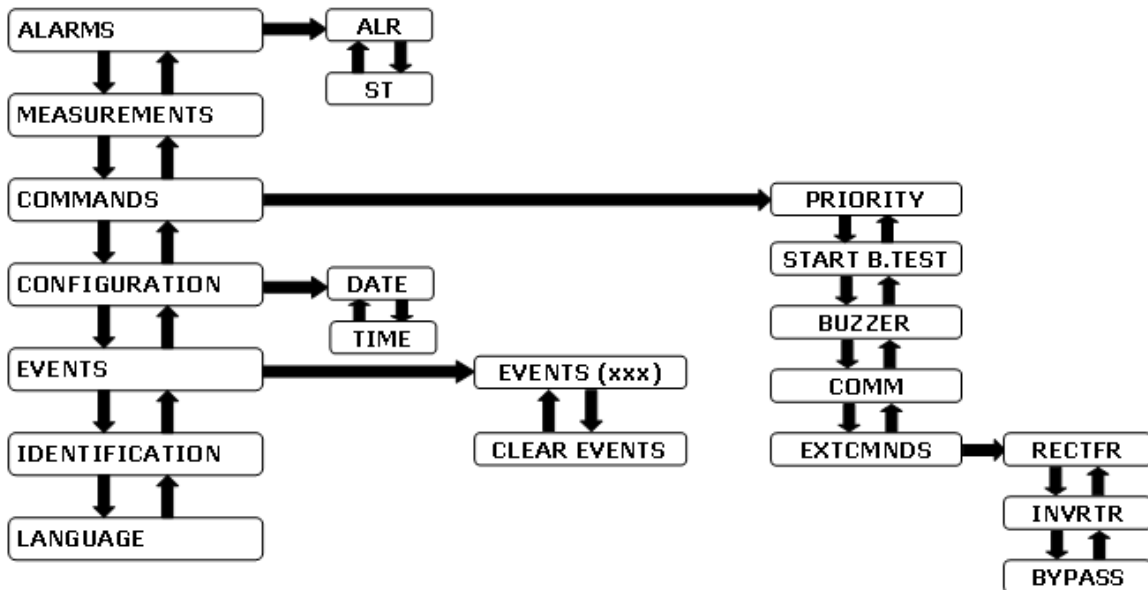 ALARMS
ALR
ST
MEASUREMENTS
COMMANDS
PRIORITY
START B.TEST
CONFIGURATION
DATE
BUZZER
TIME
EVENTS
EVENTS (xxx)
COMM
IDENTIFICATION
CLEAR EVENTS
EXTCMNDS
RECTFR
INVRTR
LANGUAGE
BYPASS